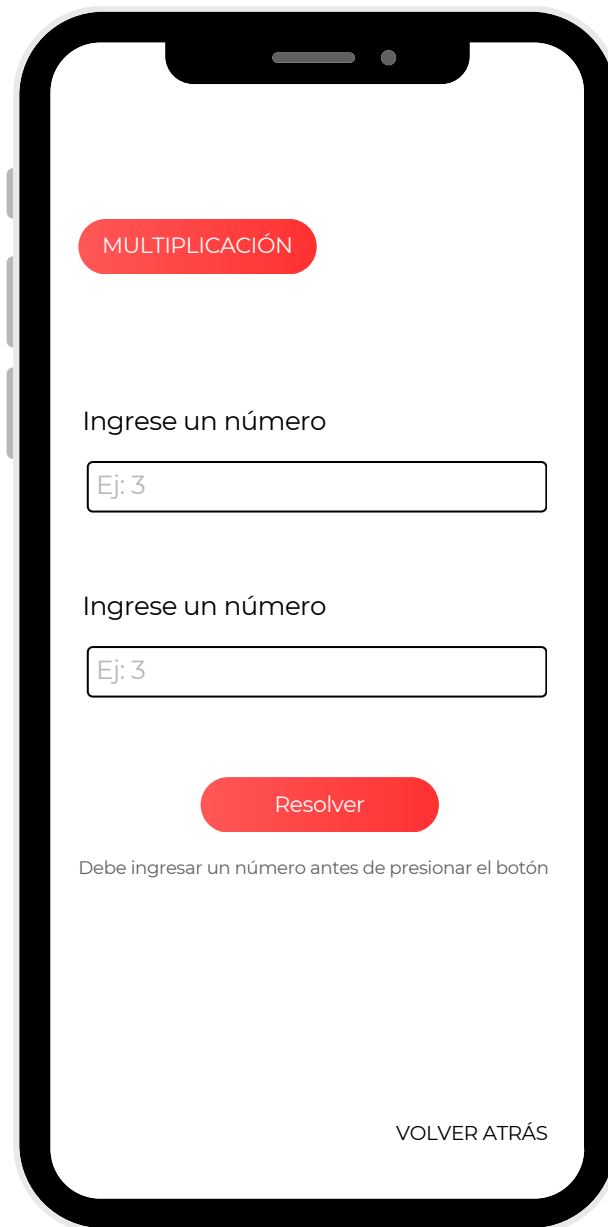 MULTIPLICACIÓN
Ingrese un número
Ej: 3
Ingrese un número
Ej: 3
Resolver
Debe ingresar un número antes de presionar el botón
VOLVER ATRÁS